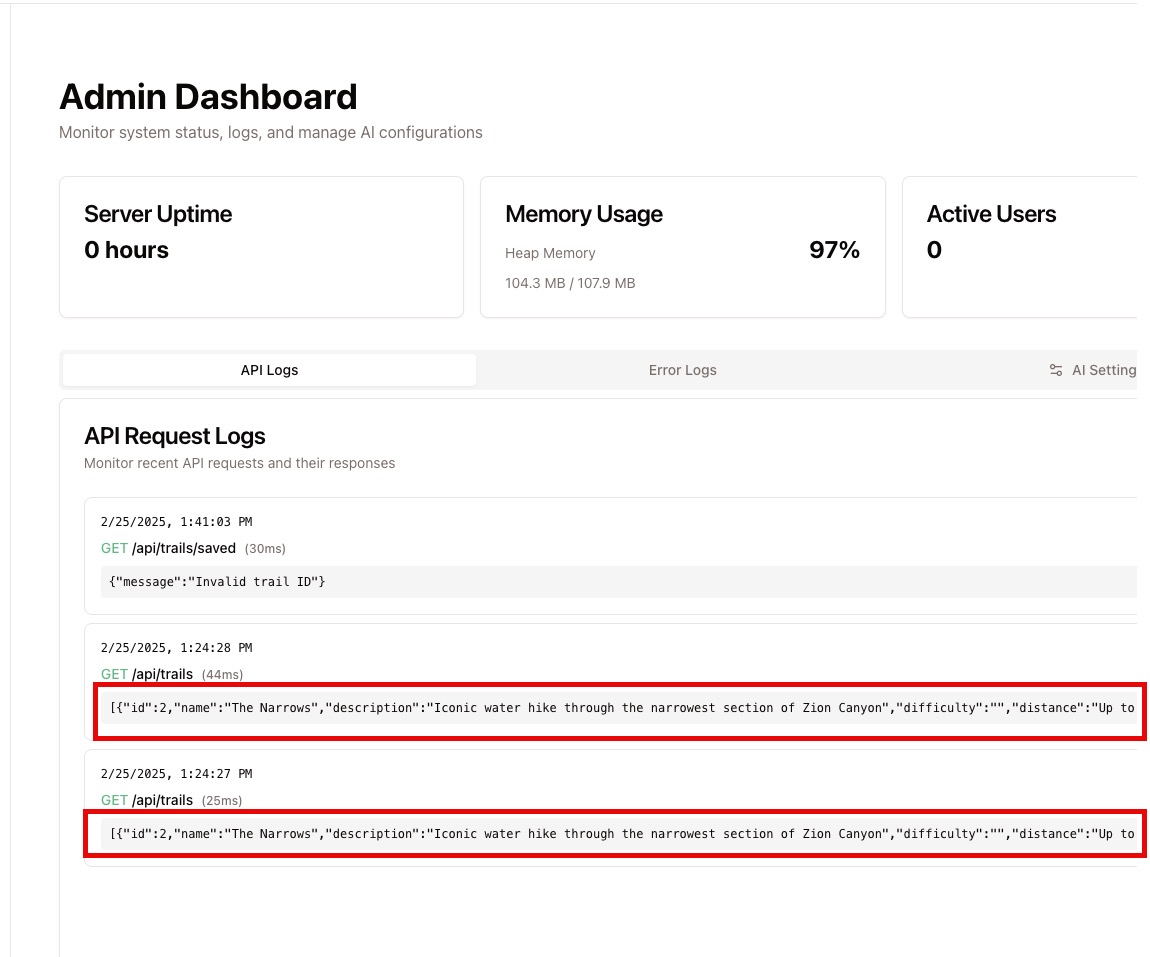 Admin Dashboard
Monitor system status, logs, and manage AI configurations
Server Uptime
0 hours
Memory Usage
Heap Memory 97%
104.3 MB / 107.9 MB
Active Users
0
API Logs Error Logs AI Setting
API Request Logs
Monitor recent API requests and their responses
2/25/2025, 1:41:03 PM
GET /api/trails/saved (30ms)
{"message":"Invalid trail ID"}
2/25/2025, 1:24:28 PM
GET /api/trails (44ms)
[{"id":2,"name":"The Narrows","description":"Iconic water hike through the narrowest section of Zion Canyon","difficulty":"","distance":"Up to
2/25/2025, 1:24:27 PM
GET /api/trails (25ms)
[{"id":2,"name":"The Narrows","description":"Iconic water hike through the narrowest section of Zion Canyon","difficulty":"","distance":"Up to